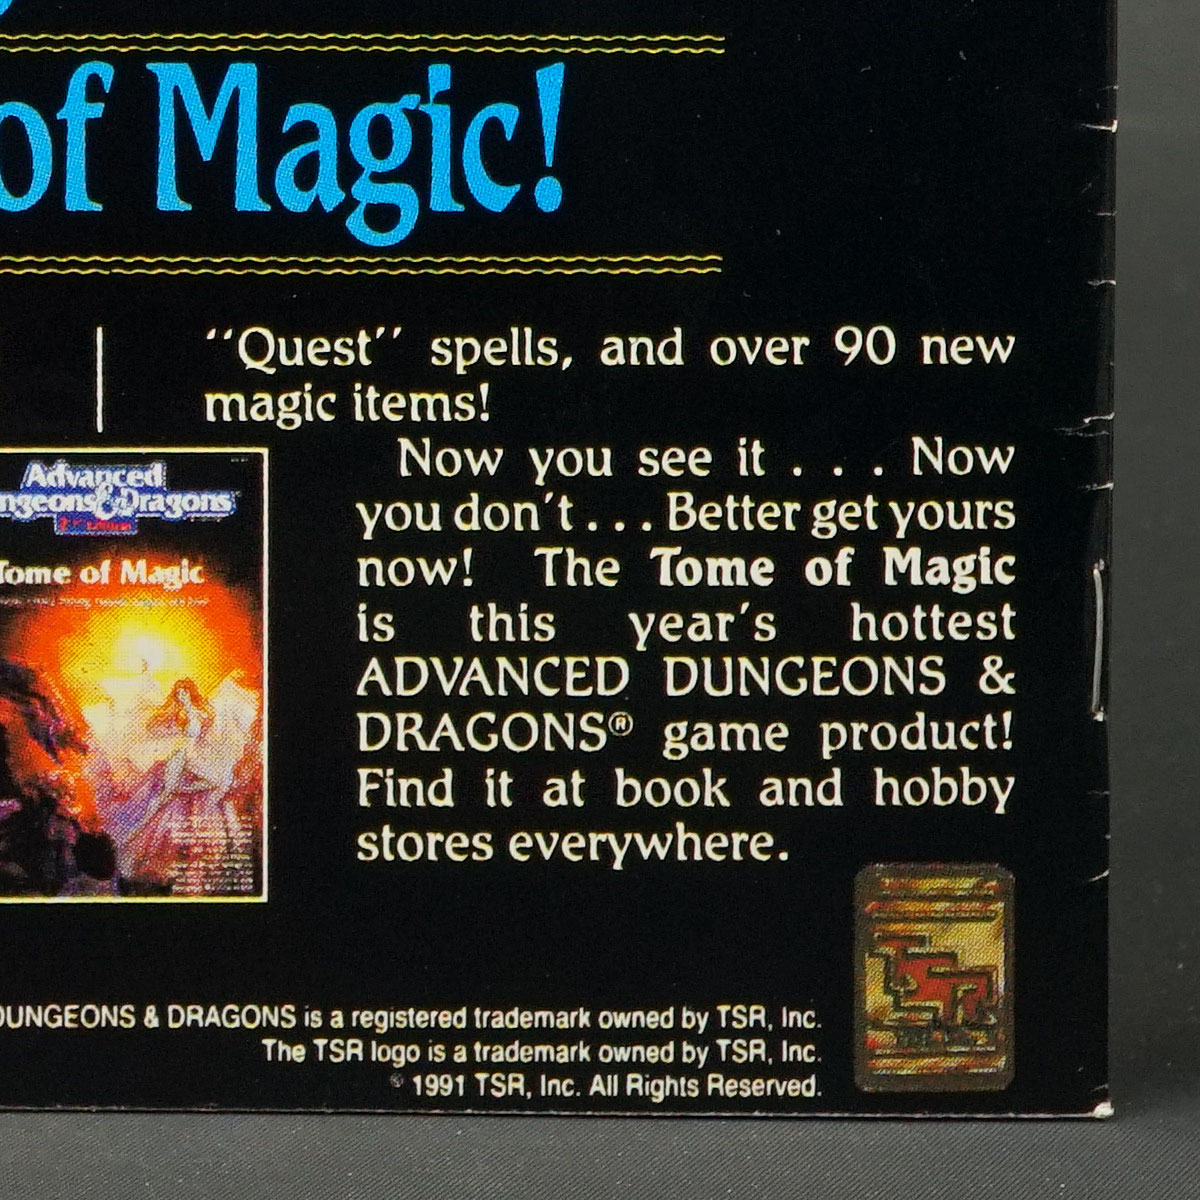 of Magic!
"Quest" spells, and over 90 new
magic items!
Now you see it . . . Now
you don't . . . Better get yours
now! The Tome of Magic
is this year's hottest
ADVANCED DUNGEONS &
DRAGONS® game product!
Find it at book and hobby
stores everywhere.
Advanced
ngeons & Dragons
Tome of Magic
TSR
DUNGEONS & DRAGONS is a registered trademark owned by TSR, Inc.
The TSR logo is a trademark owned by TSR, Inc.
© 1991 TSR, Inc. All Rights Reserved.